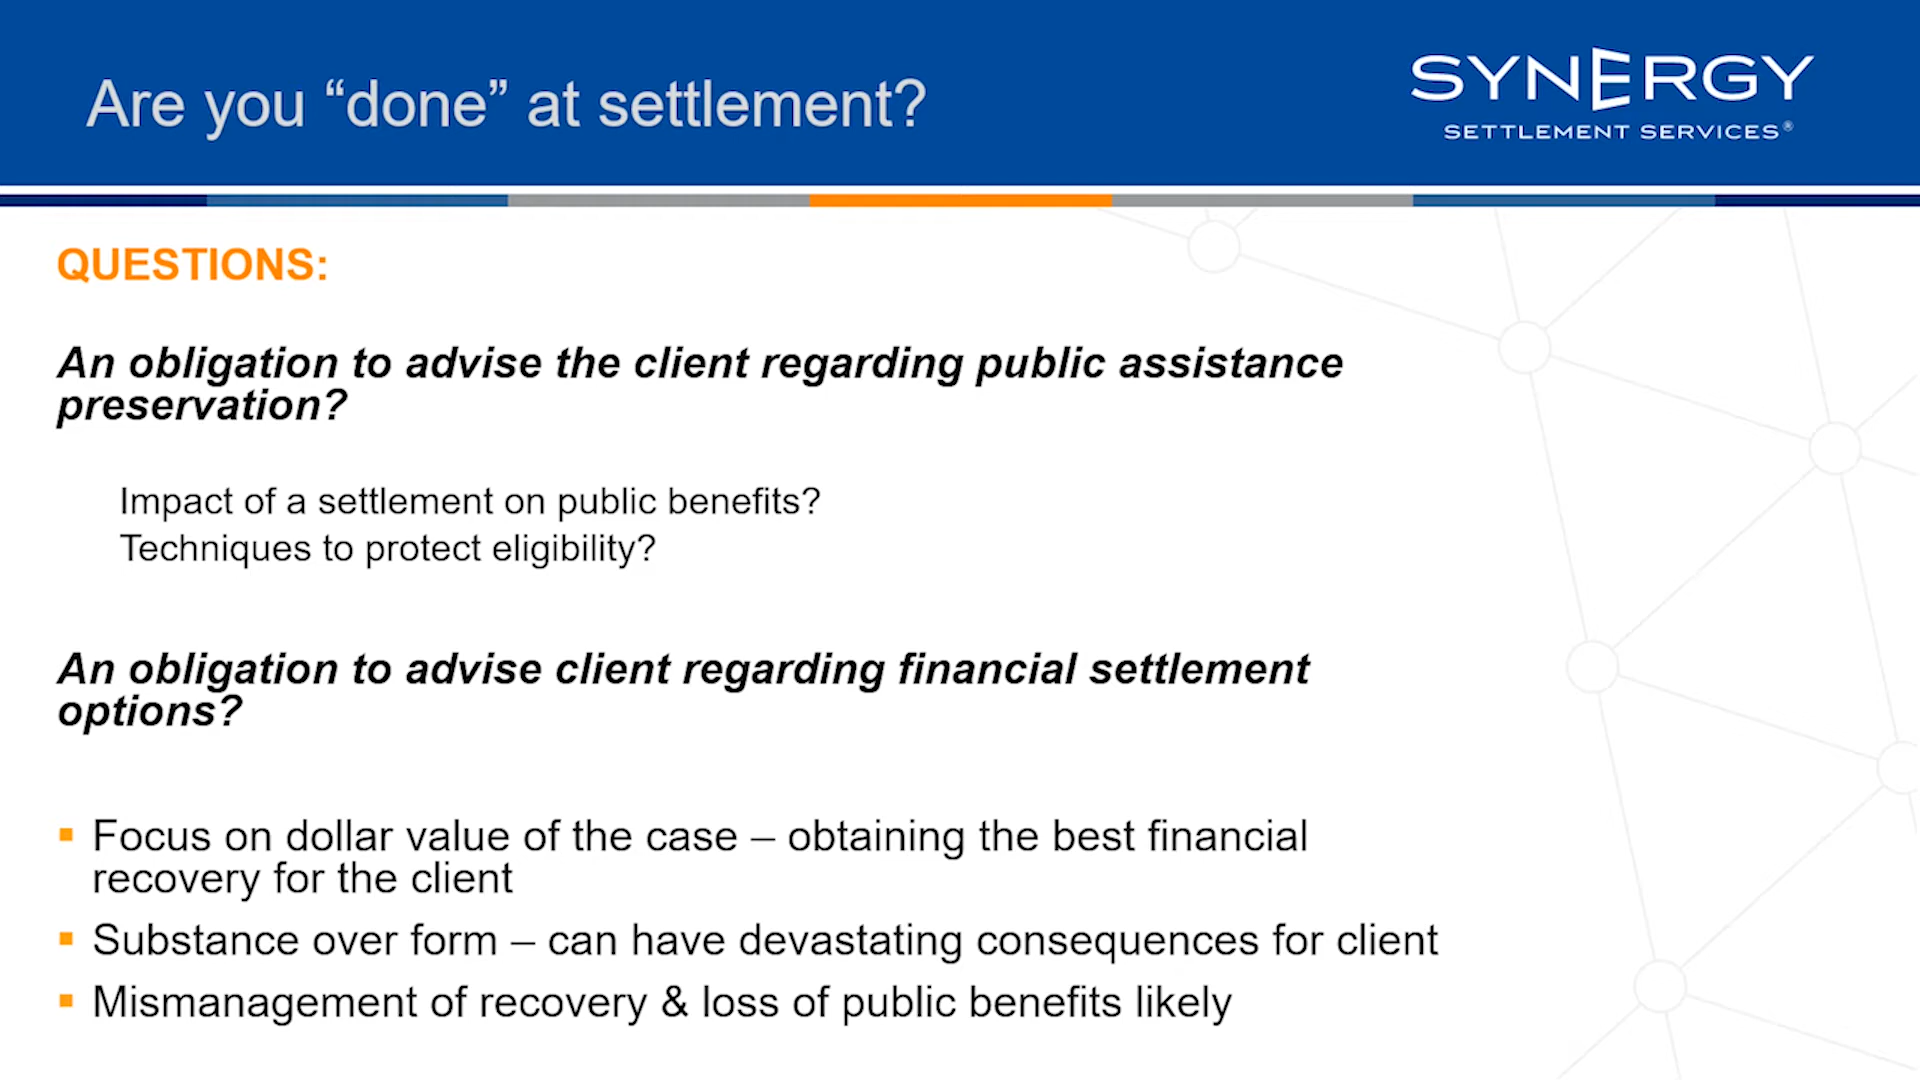 Are you “done” at settlement?
SYNERGY
SETTLEMENT SERVICES®
QUESTIONS:
An obligation to advise the client regarding public assistance
preservation?
Impact of a settlement on public benefits?
Techniques to protect eligibility?
An obligation to advise client regarding financial settlement
options?
▪ Focus on dollar value of the case – obtaining the best financial
recovery for the client
▪ Substance over form – can have devastating consequences for client
▪ Mismanagement of recovery & loss of public benefits likely